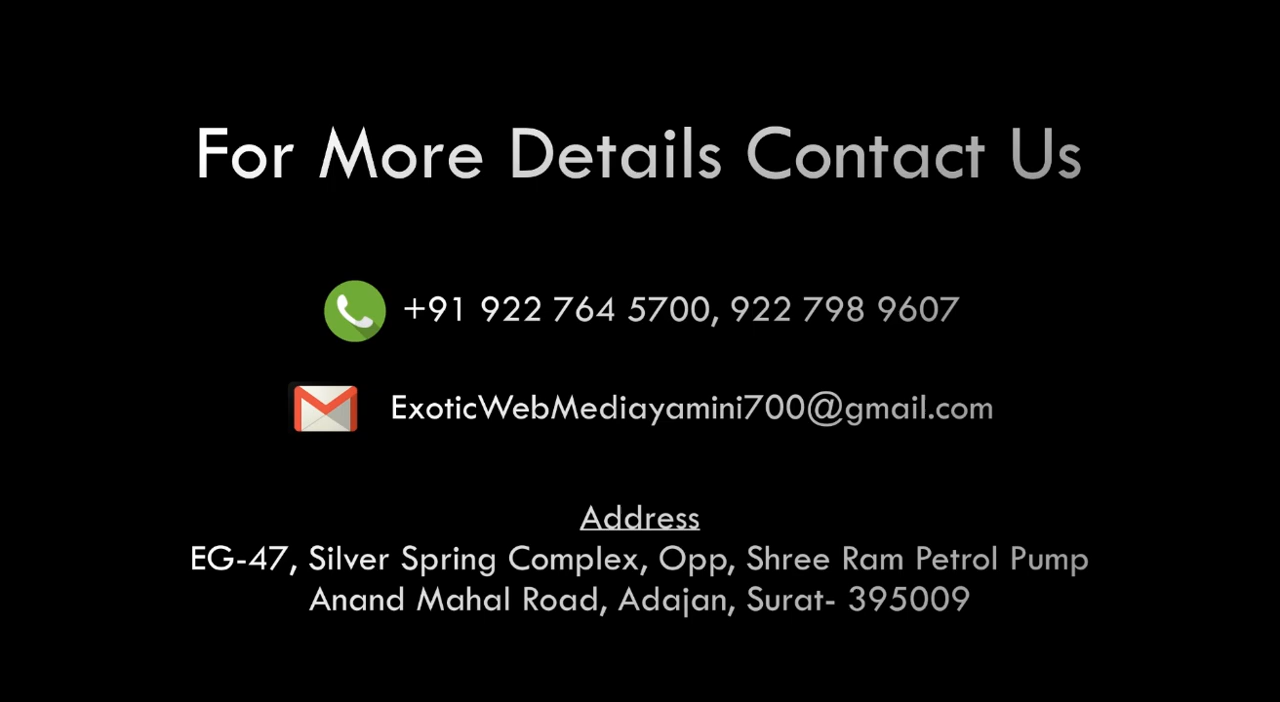 For More Details Contact Us
+91 922 764 5700, 922 798 9607
ExoticWebMediayamini700@gmail.com
Address
EG-47, Silver Spring Complex, Opp, Shree Ram Petrol Pump
Anand Mahal Road, Adajan, Surat- 395009